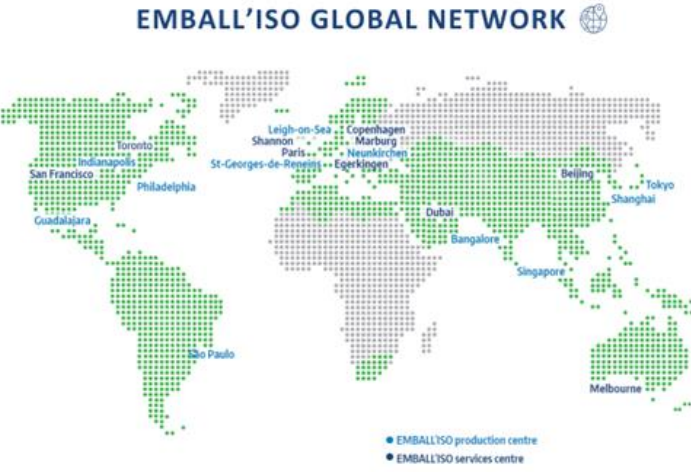 EMBALL'ISO GLOBAL NETWORK
Leigh-on-Sea
Copenhagen
Shannon
Marburg
Toronto
Paris
Neunkirchen
Indianapolis
St-Georges-de-Reneins
Egerkingen
San Francisco
Beijing
Philadelphia
Tokyo
Shanghai
Guadalajara
Dubai
Bangalore
Singapore
São Paulo
Melbourne
EMBALL'ISO production centre
EMBALL'ISO services centre